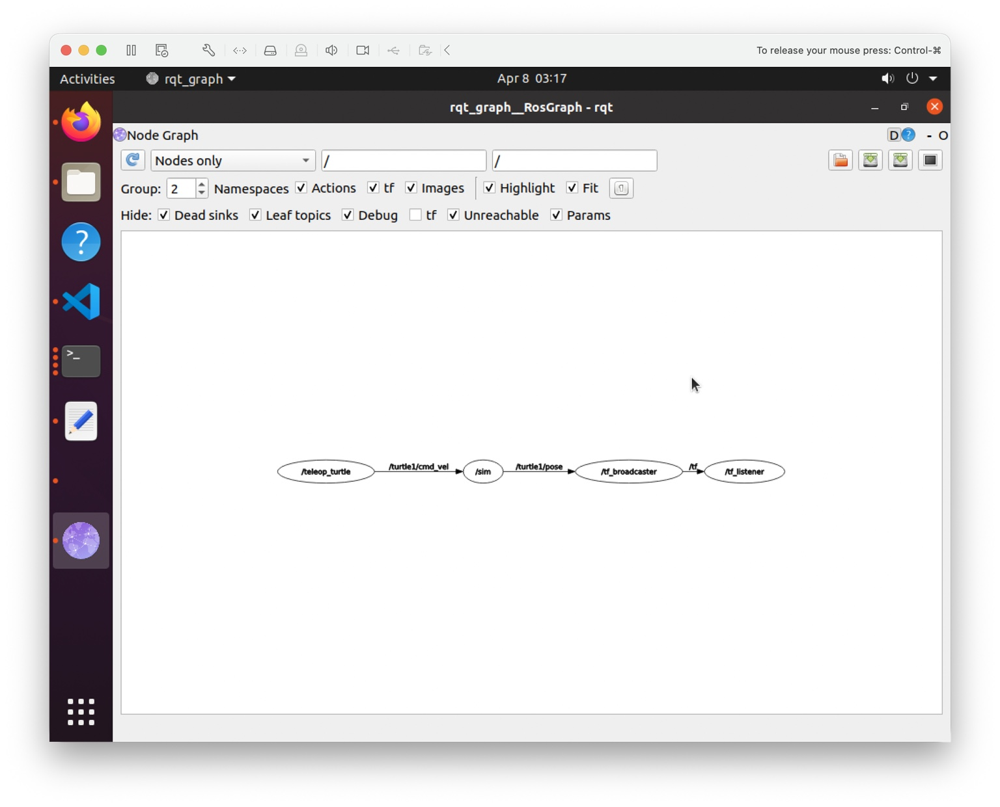 To release your mouse press: Control-⌘
Activities rqt_graph Apr 8 03:17
rqt_graph__RosGraph - rqt
Node Graph D ? - O
Nodes only / /
Group: 2 Namespaces Actions tf Images Highlight Fit
Hide: Dead sinks Leaf topics Debug tf Unreachable Params
/teleop_turtle /turtle1/cmd_vel /sim /turtle1/pose /tf_broadcaster /tf /tf_listener
? 
>_